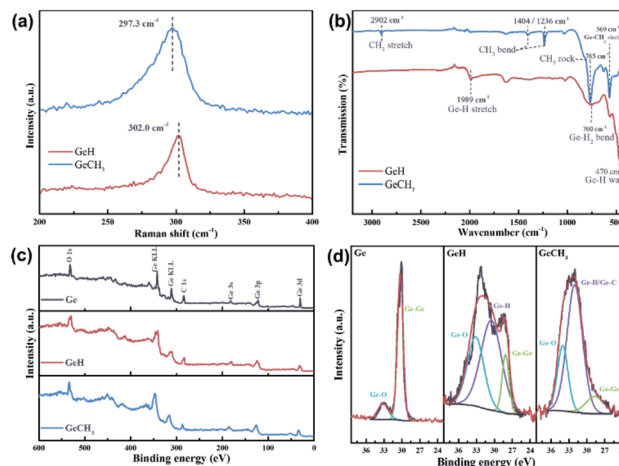 (a)
297.3 cm⁻¹
302.0 cm⁻¹
GeH
GeCH₃
Intensity (a.u.)
200 250 300 350 400
Raman shift (cm⁻¹)
(b)
2902 cm⁻¹
CH₃ stretch
1404 / 1236 cm⁻¹
CH₃ bend
569 cm⁻¹
Ge-CH₃
CH₃ rock
765 cm⁻¹
1989 cm⁻¹
Ge-H stretch
760 cm⁻¹
Ge-H₂ bend
470 cm
Ge-H
GeH
GeCH₃
Transmission (%)
3000 2500 2000 1500 1000 500
Wavenumber (cm⁻¹)
(c)
O 1s
Ge KLL
Ge KLL
C 1s
Ge 3s
Ge 3p
Ge 3d
Ge
GeH
GeCH₃
Intensity (a.u.)
600 500 400 300 200 100 0
Binding energy (eV)
(d)
Ge
GeH
GeCH₃
Ge-Ge
Ge-O
Ge-H
Ge-O
Ge-Ge
Ge-H/Ge-C
Ge-O
Ge-Ge
Intensity (a.u.)
36 33 30 27 24 36 33 30 27 24 36 33 30 27
Binding energy (eV)